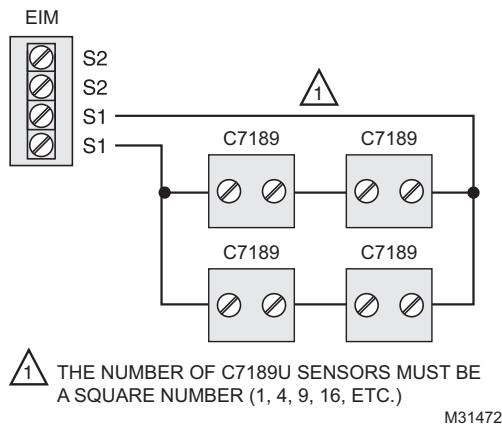 EIM
S2
S2
S1
S1
1
C7189
C7189
C7189
C7189
1 THE NUMBER OF C7189U SENSORS MUST BE
A SQUARE NUMBER (1, 4, 9, 16, ETC.)
M31472